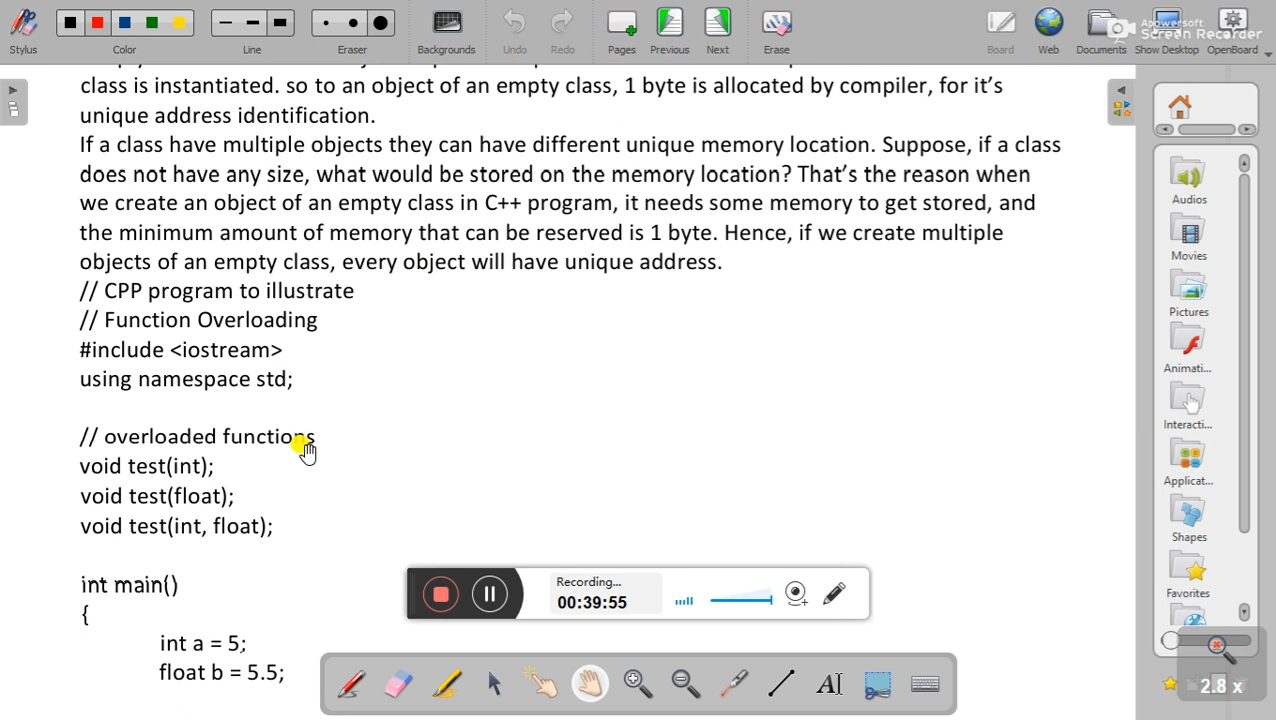 Stylus
Color
Line
Eraser
Backgrounds
Undo
Redo
Pages
Previous
Next
Erase
Board
Web
Documents
Show Desktop
OpenBoard
Apowersoft
Screen Recorder
class is instantiated. so to an object of an empty class, 1 byte is allocated by compiler, for it’s
unique address identification.
If a class have multiple objects they can have different unique memory location. Suppose, if a class
does not have any size, what would be stored on the memory location? That’s the reason when
we create an object of an empty class in C++ program, it needs some memory to get stored, and
the minimum amount of memory that can be reserved is 1 byte. Hence, if we create multiple
objects of an empty class, every object will have unique address.
// CPP program to illustrate
// Function Overloading
#include <iostream>
using namespace std;
// overloaded functions
void test(int);
void test(float);
void test(int, float);
int main()
{
int a = 5;
float b = 5.5;
Recording...
00:39:55
Audios
Movies
Pictures
Animati...
Interacti...
Applicat...
Shapes
Favorites
2.8 x